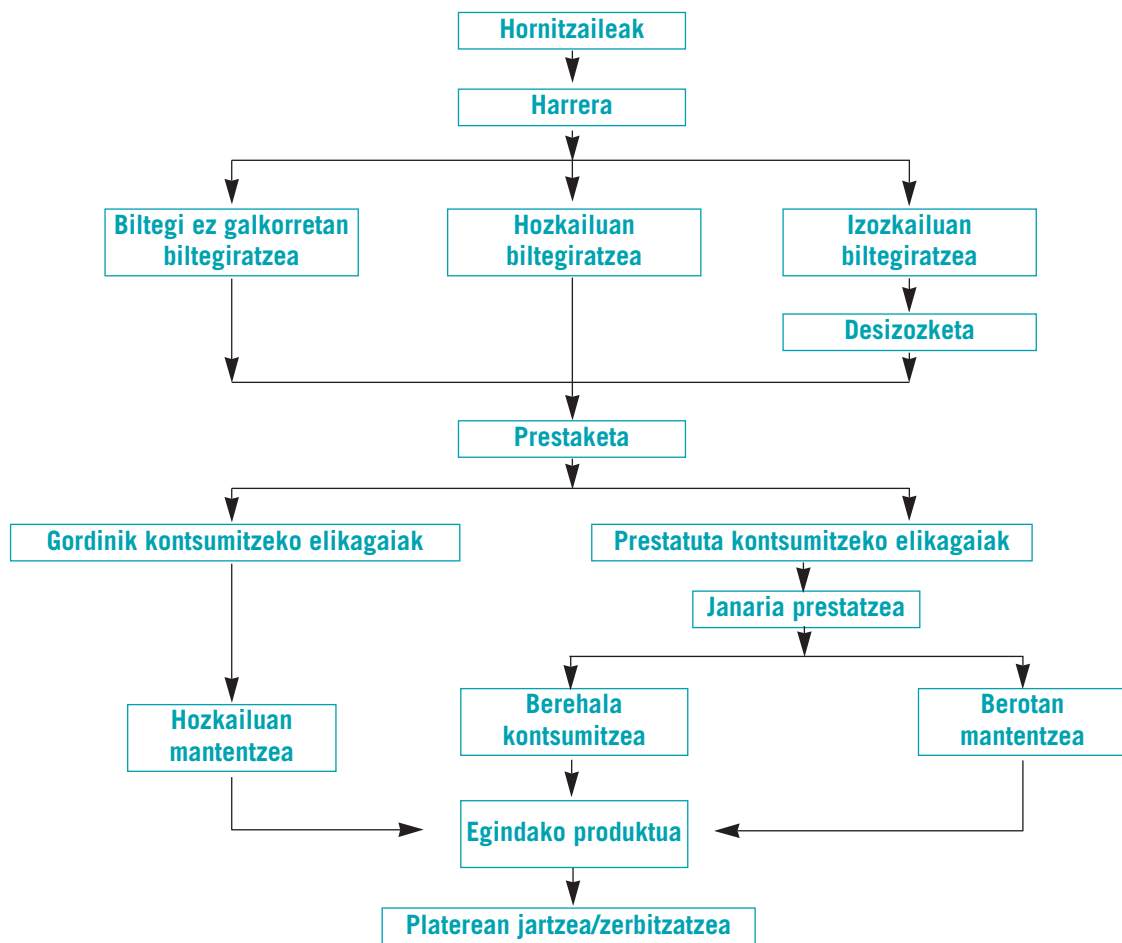 Hornitzaileak
Harrera
Biltegi ez galkorretan
biltegiratzea
Hozkailuan
biltegiratzea
Izozkailuan
biltegiratzea
Desizozketa
Prestaketa
Gordinik kontsumitzeko elikagaiak
Prestatuta kontsumitzeko elikagaiak
Janaria prestatzea
Hozkailuan
mantentzea
Berehala
kontsumitzea
Berotan
mantentzea
Egindako produktua
Platerean jartzea/zerbitzatzea